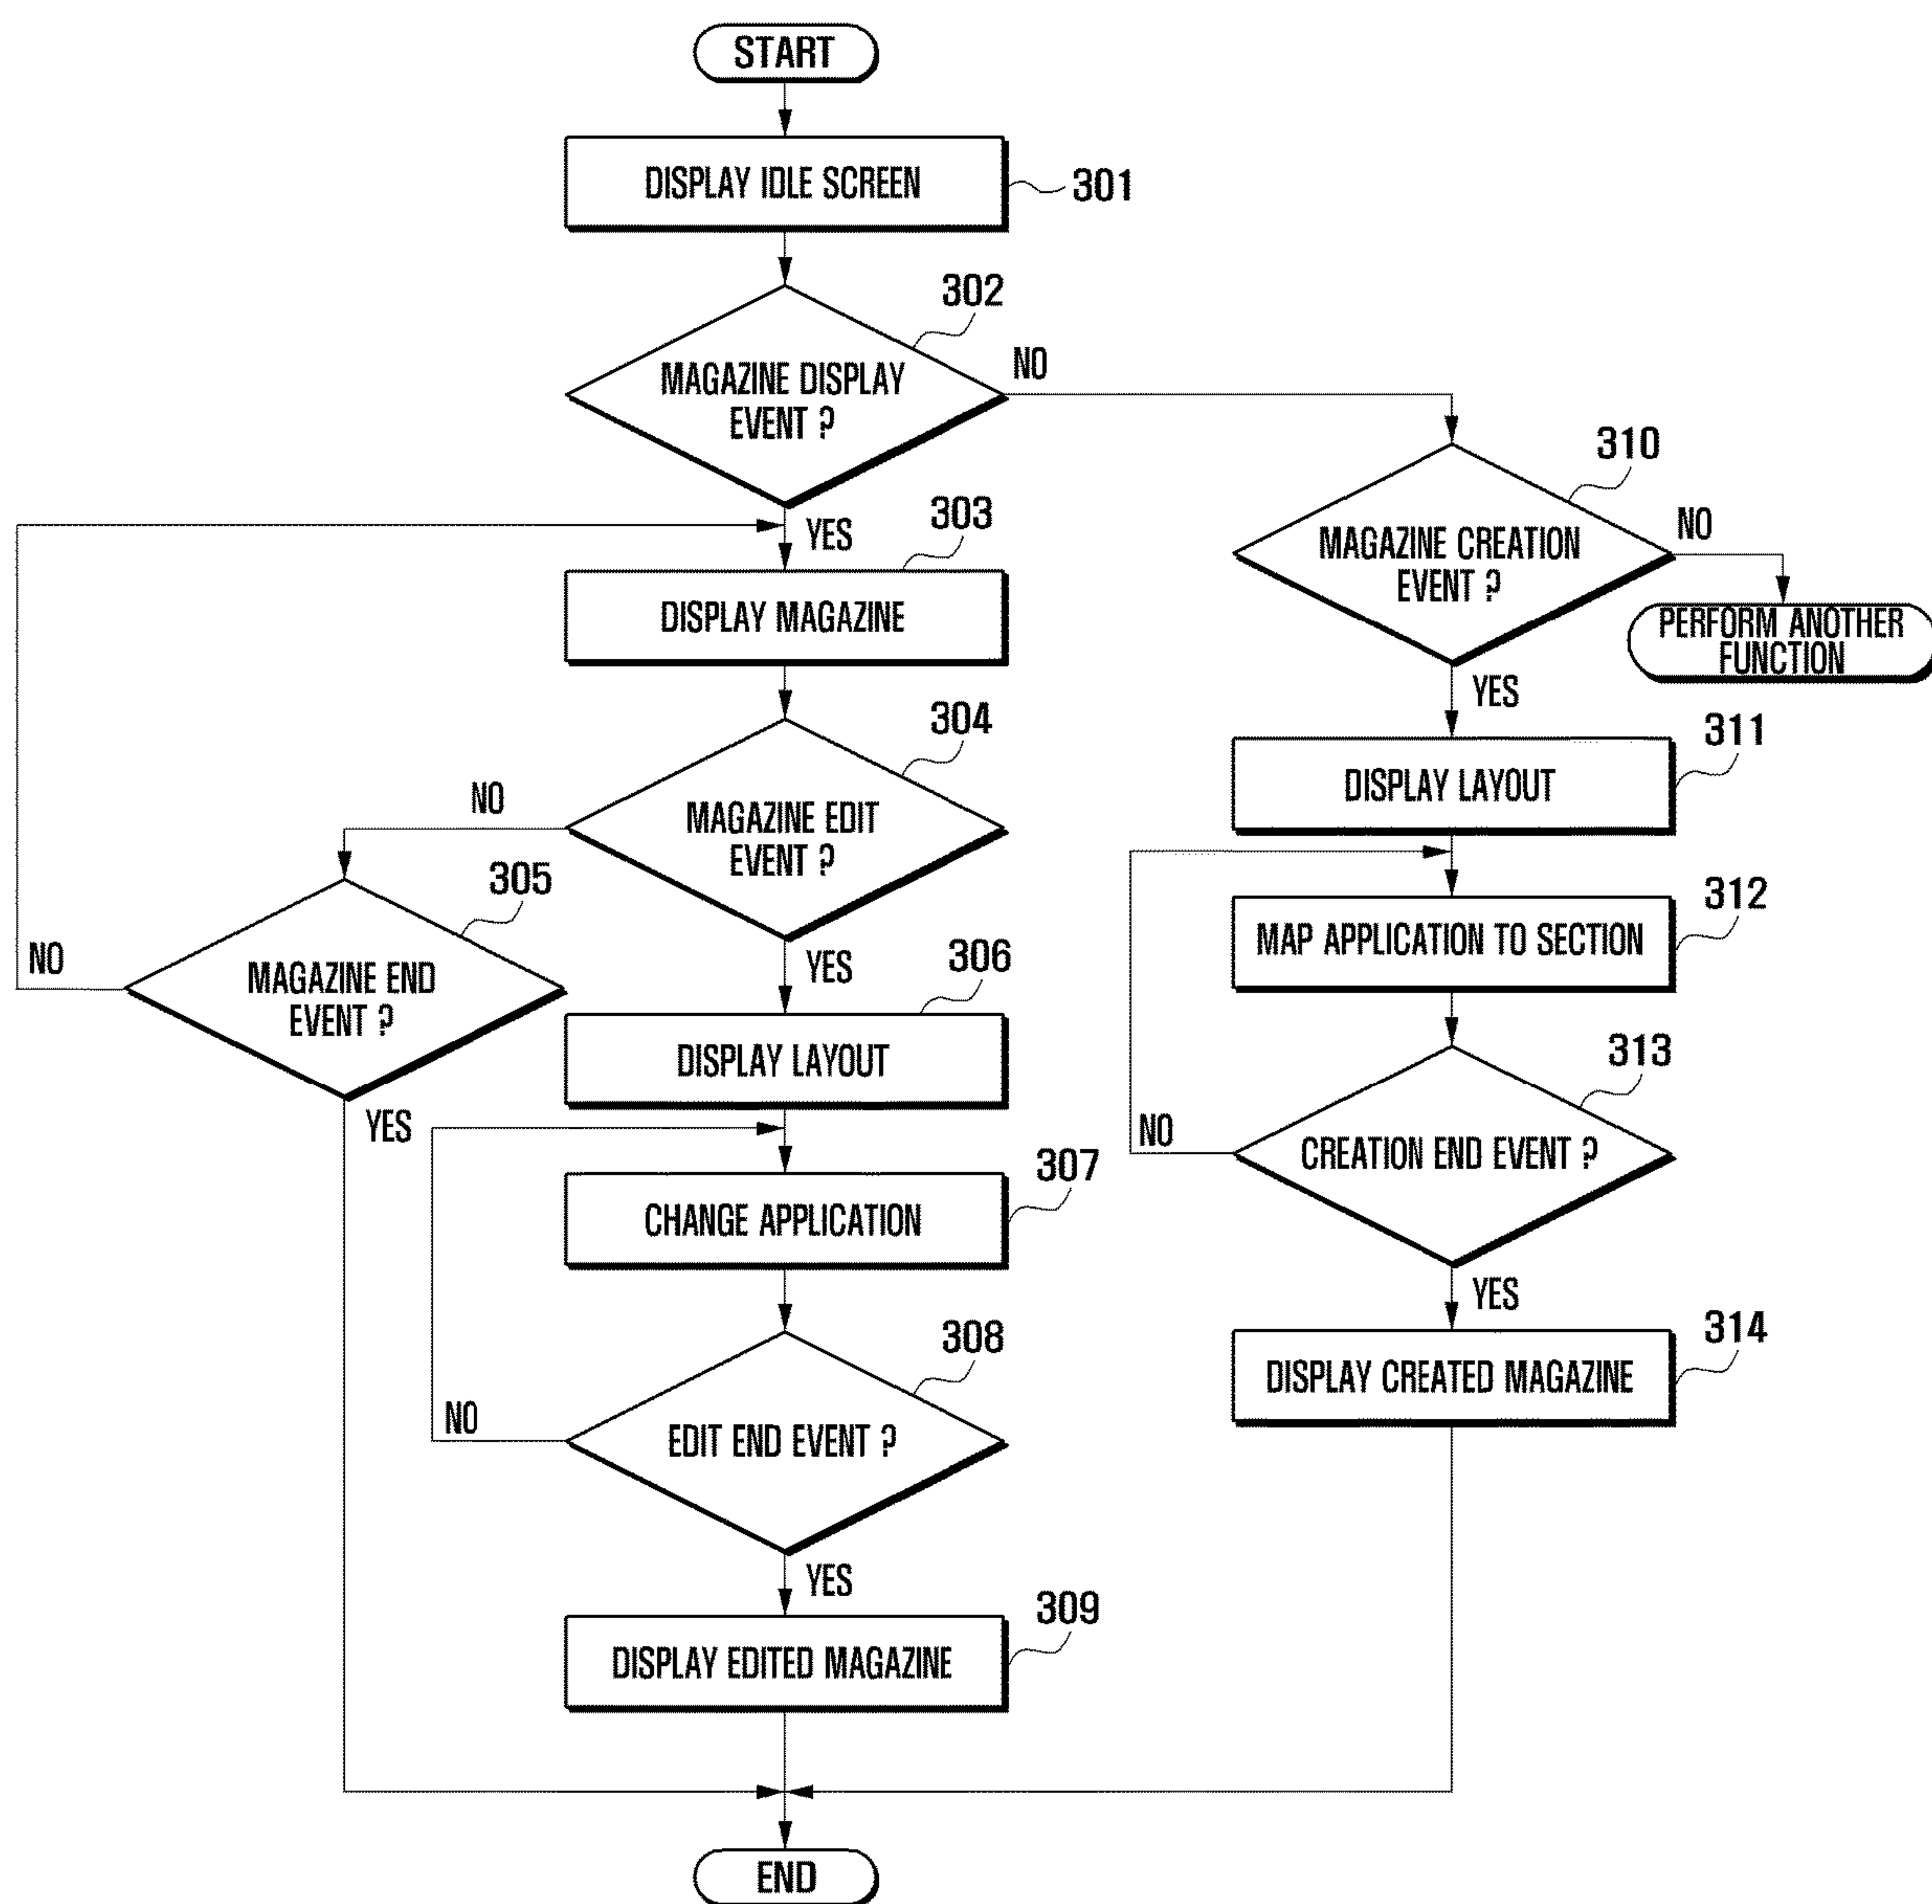 START
DISPLAY IDLE SCREEN
301
302
MAGAZINE DISPLAY
EVENT ?
NO
YES
303
DISPLAY MAGAZINE
304
MAGAZINE EDIT
EVENT ?
NO
305
MAGAZINE END
EVENT ?
NO
YES
YES
306
DISPLAY LAYOUT
307
CHANGE APPLICATION
308
EDIT END EVENT ?
NO
YES
309
DISPLAY EDITED MAGAZINE
310
MAGAZINE CREATION
EVENT ?
NO
PERFORM ANOTHER
FUNCTION
YES
311
DISPLAY LAYOUT
312
MAP APPLICATION TO SECTION
313
CREATION END EVENT ?
NO
YES
314
DISPLAY CREATED MAGAZINE
END